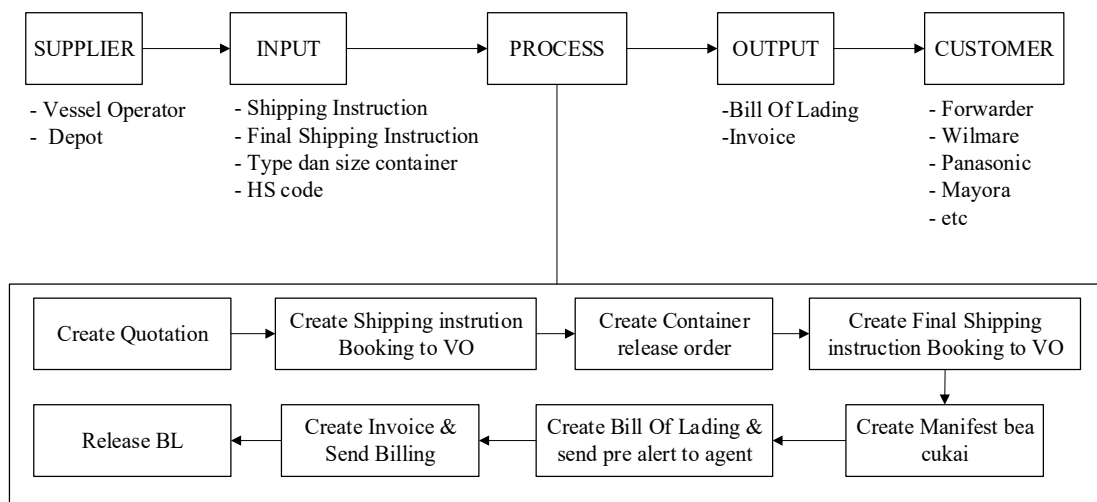 SUPPLIER
INPUT
PROCESS
OUTPUT
CUSTOMER
- Vessel Operator
- Depot
- Shipping Instruction
- Final Shipping Instruction
- Type dan size container
- HS code
-Bill Of Lading
-Invoice
- Forwarder
- Wilmare
- Panasonic
- Mayora
- etc
Create Quotation
Create Shipping instrution
Booking to VO
Create Container
release order
Create Final Shipping
instruction Booking to VO
Create Manifest bea
cukai
Create Bill Of Lading &
send pre alert to agent
Create Invoice &
Send Billing
Release BL